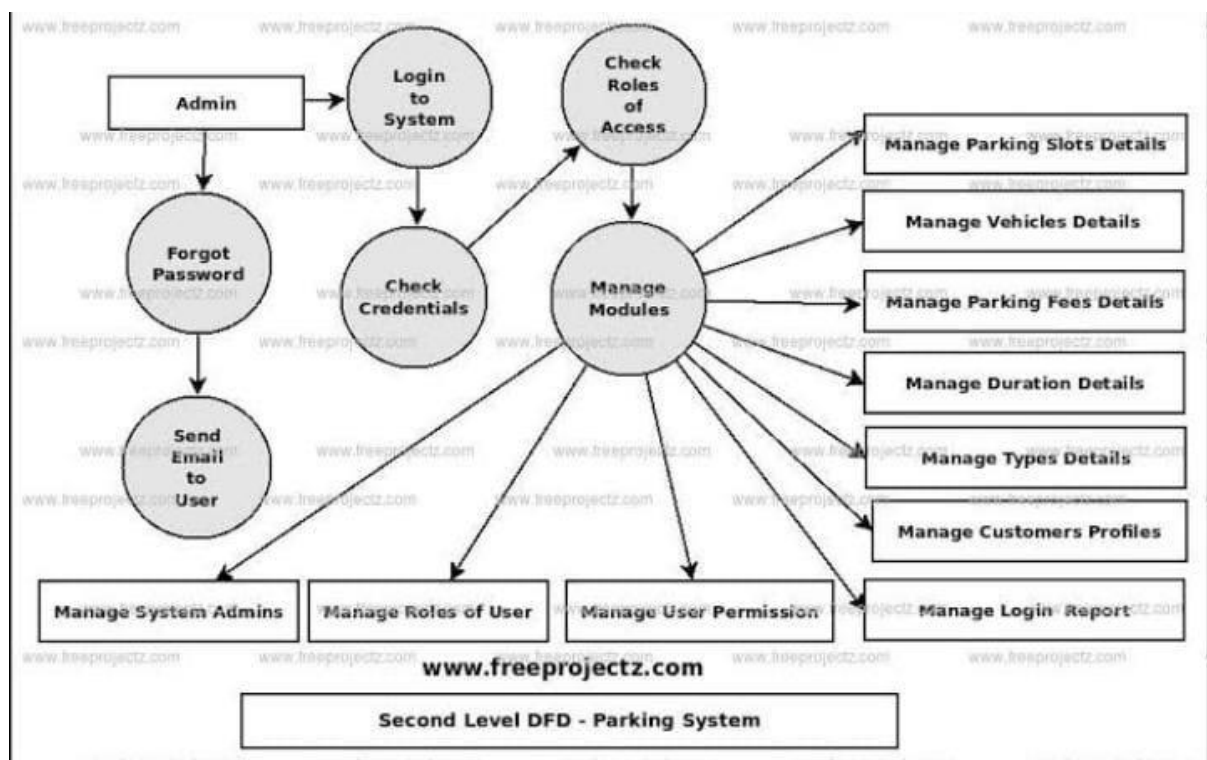 Admin
Login
to
System
Check
Roles
of
Access
Manage Parking Slots Details
Manage Vehicles Details
Forgot
Password
Check
Credentials
Manage
Modules
Manage Parking Fees Details
Manage Duration Details
Send
Email
to
User
Manage Types Details
Manage Customers Profiles
Manage System Admins
Manage Roles of User
Manage User Permission
Manage Login Report
www.freeprojectz.com
Second Level DFD - Parking System